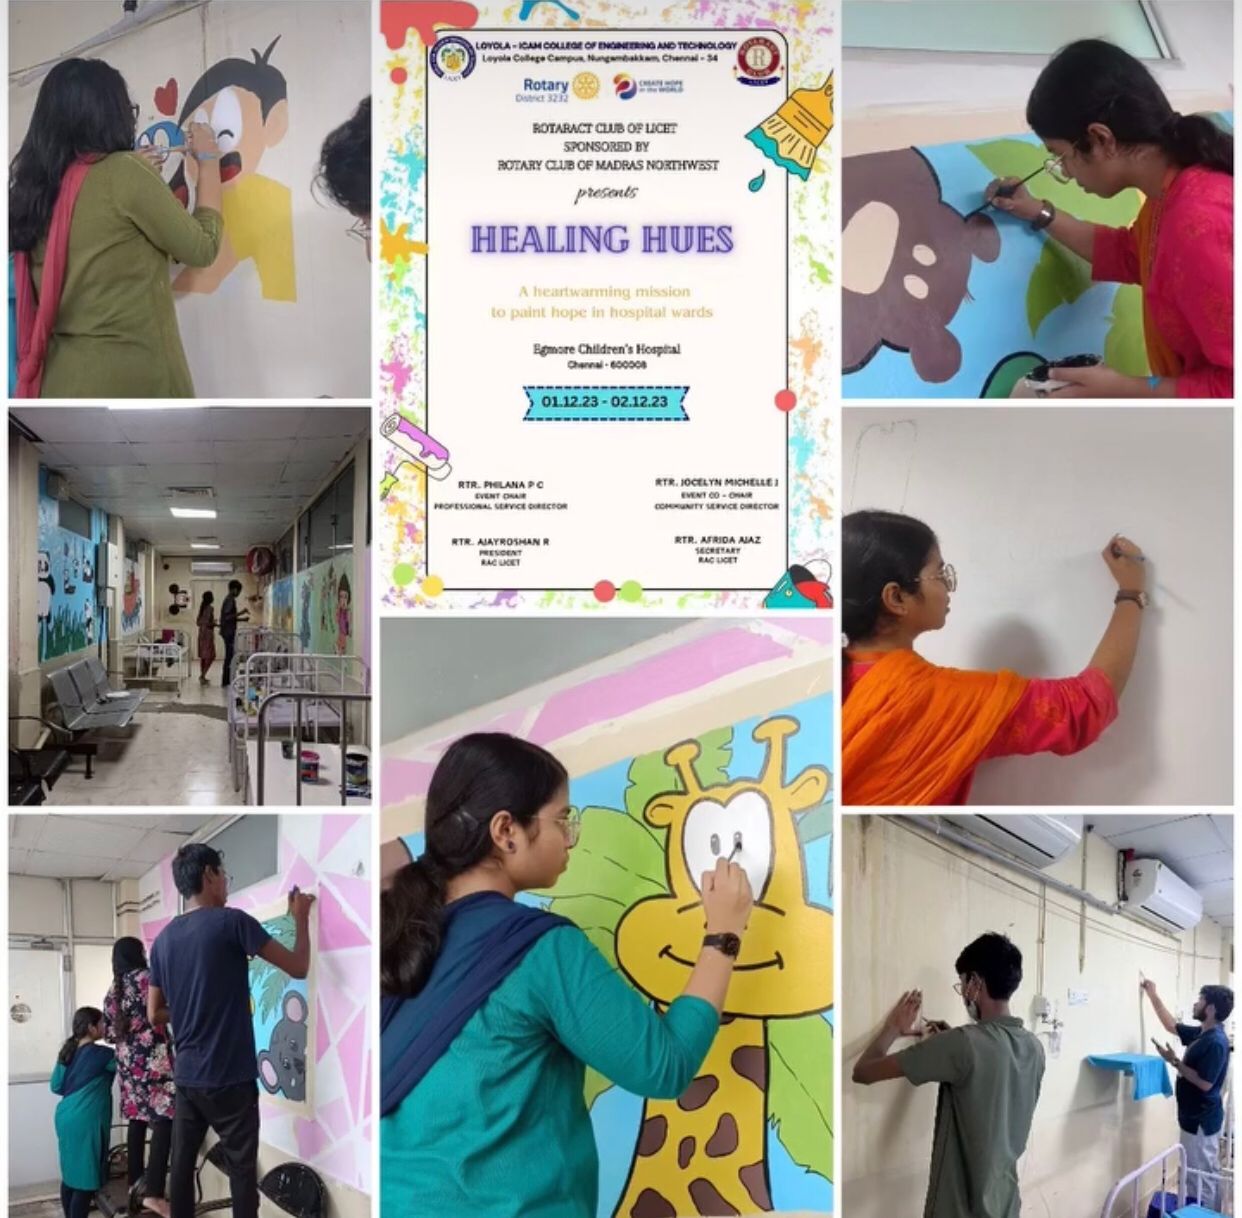 LOYOLA - ICAM COLLEGE OF ENGINEERING AND TECHNOLOGY
Loyola College Campus, Nungambakkam, Chennai - 34
Rotary
District 3232
CREATE HOPE
in the WORLD
ROTARACT CLUB OF LICET
SPONSORED BY
ROTARY CLUB OF MADRAS NORTHWEST
presents
HEALING HUES
A heartwarming mission
to paint hope in hospital wards
Egmore Children's Hospital
Chennai - 600008
01.12.23 - 02.12.23
RTR. PHILANA P C
EVENT CHAIR
PROFESSIONAL SERVICE DIRECTOR
RTR. JOCELYN MICHELLE J
EVENT CO - CHAIR
COMMUNITY SERVICE DIRECTOR
RTR. AJAYROSHAN R
PRESIDENT
RAC LICET
RTR. AFRIDA AJAZ
SECRETARY
RAC LICET